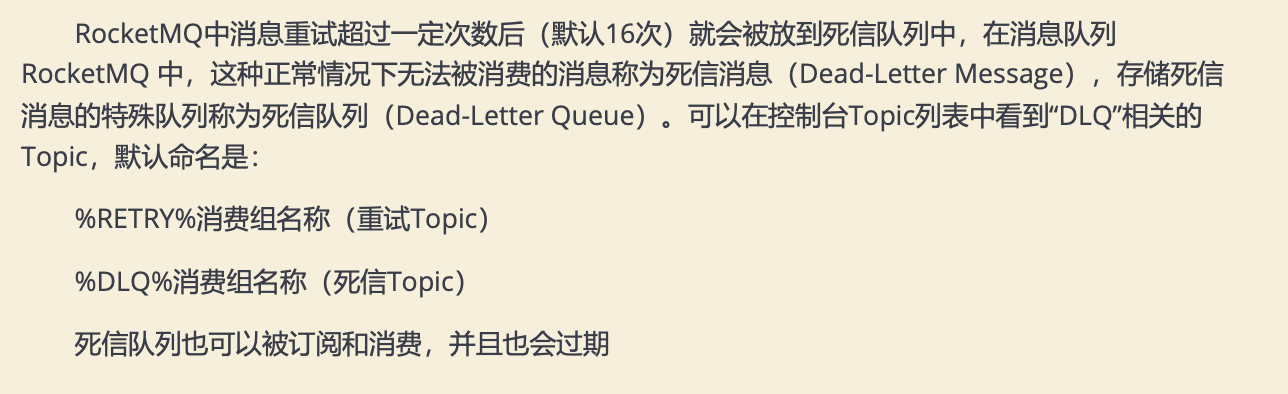 RocketMQ中消息重试超过一定次数后（默认16次）就会被放到死信队列中，在消息队列
RocketMQ 中，这种正常情况下无法被消费的消息称为死信消息（Dead-Letter Message），存储死信
消息的特殊队列称为死信队列（Dead-Letter Queue）。可以在控制台Topic列表中看到“DLQ”相关的
Topic，默认命名是：
%RETRY%消费组名称（重试Topic）
%DLQ%消费组名称（死信Topic）
死信队列也可以被订阅和消费，并且也会过期